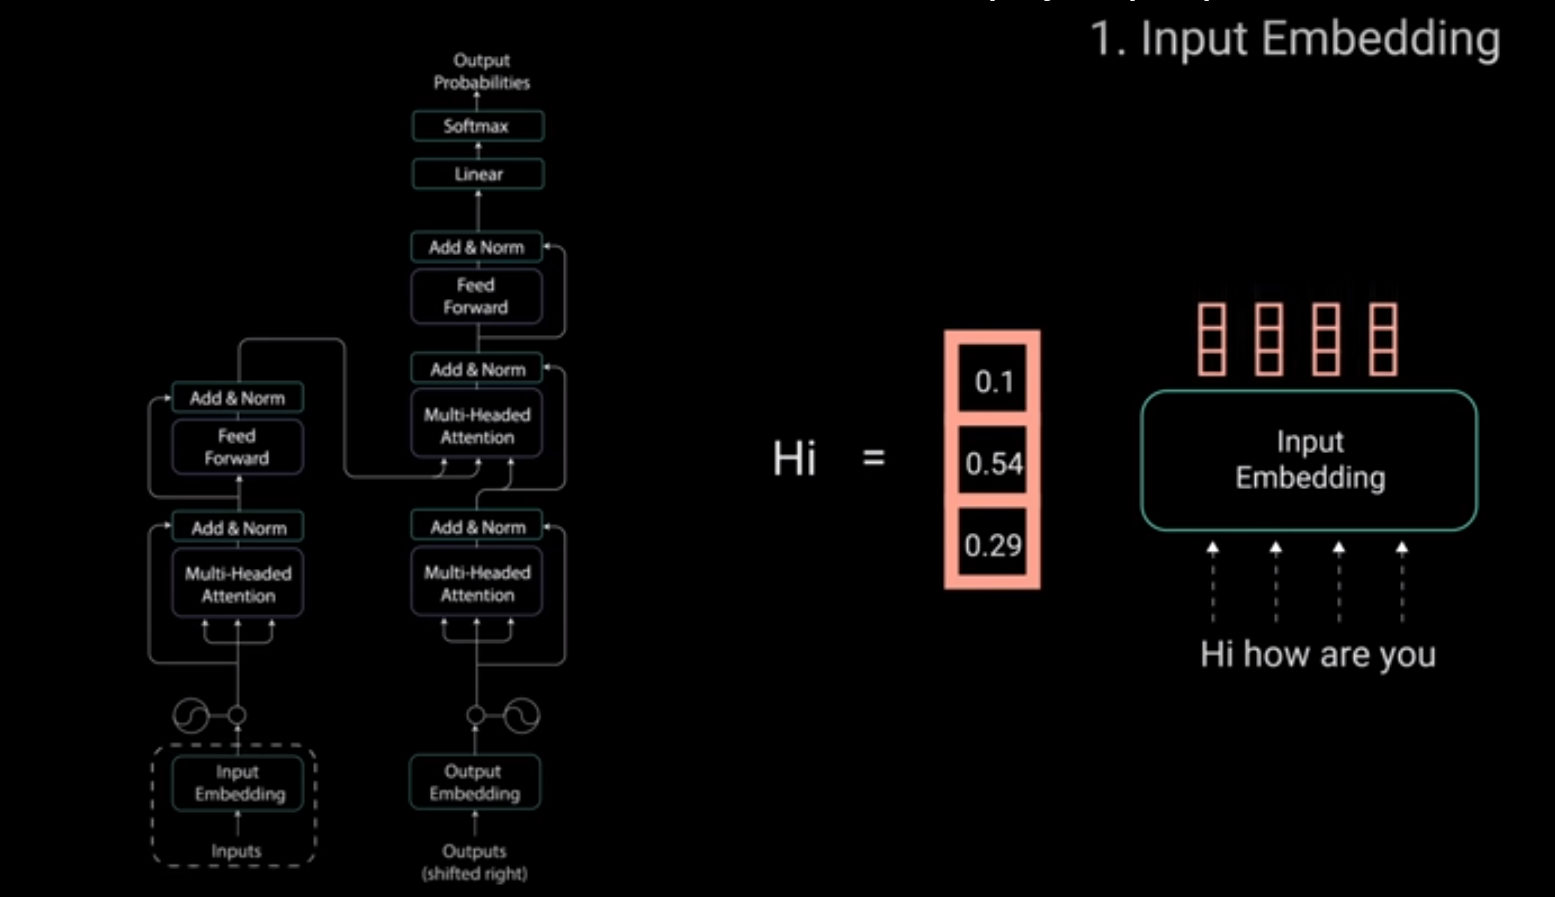 1. Input Embedding
Output
Probabilities
Softmax
Linear
Add & Norm
Feed
Forward
Add & Norm
Multi-Headed
Attention
Add & Norm
Multi-Headed
Attention
Output
Embedding
Outputs
(shifted right)
Add & Norm
Feed
Forward
Add & Norm
Multi-Headed
Attention
Input
Embedding
Inputs
Hi =
0.1
0.54
0.29
Input
Embedding
Hi how are you